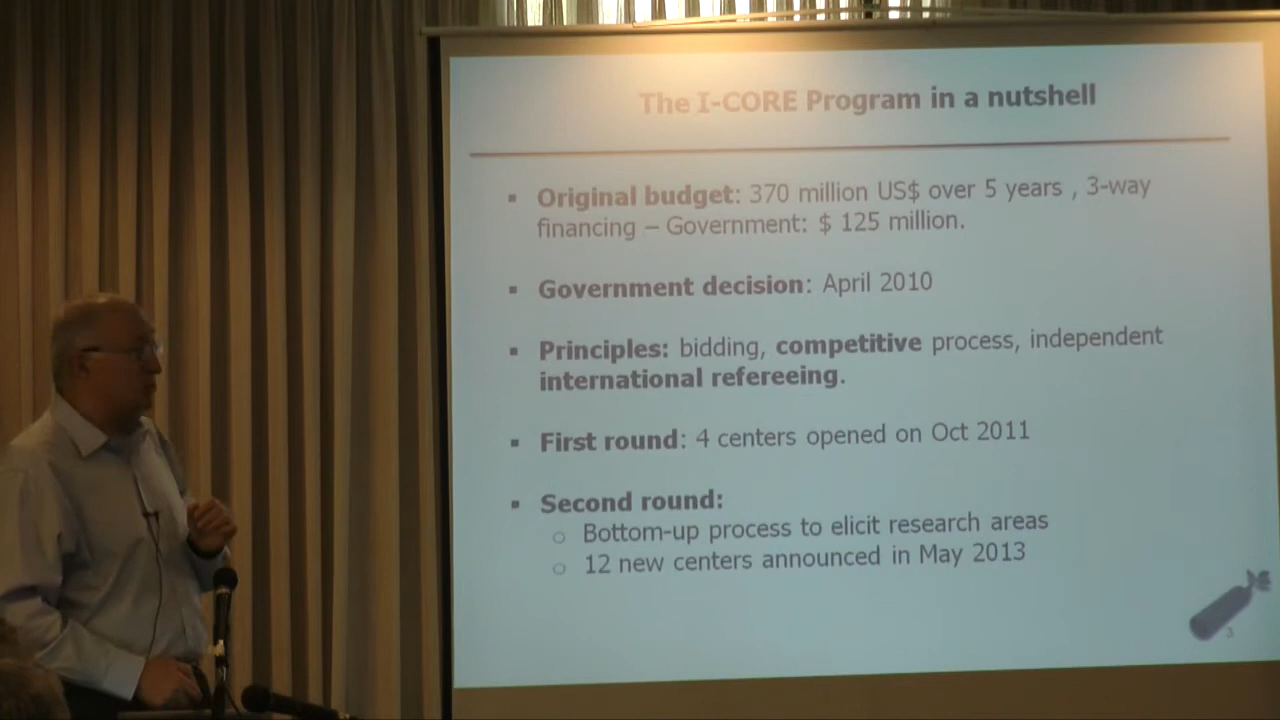 The I-CORE Program in a nutshell
▪ Original budget: 370 million US$ over 5 years , 3-way
financing – Government: $ 125 million.
▪ Government decision: April 2010
▪ Principles: bidding, competitive process, independent
international refereeing.
▪ First round: 4 centers opened on Oct 2011
▪ Second round:
○ Bottom-up process to elicit research areas
○ 12 new centers announced in May 2013
3